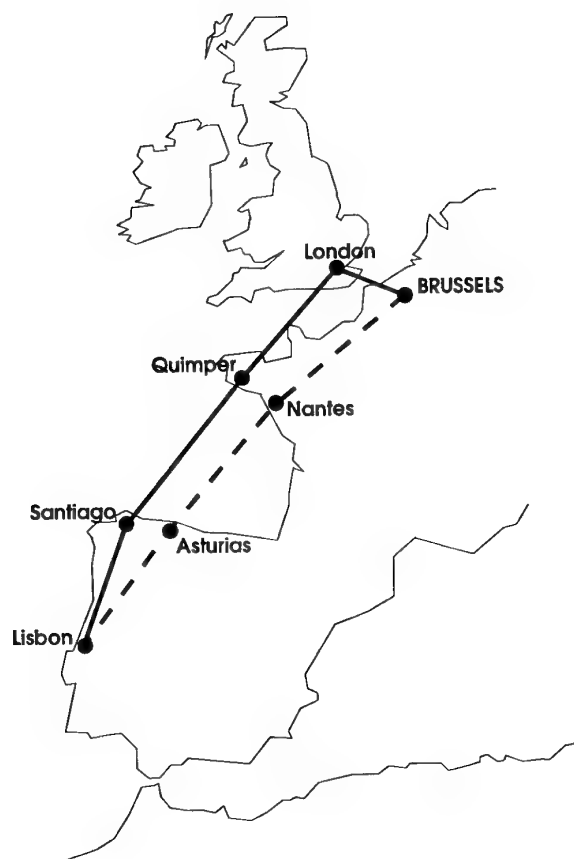 London
BRUSSELS
Quimper
Nantes
Santiago
Asturias
Lisbon